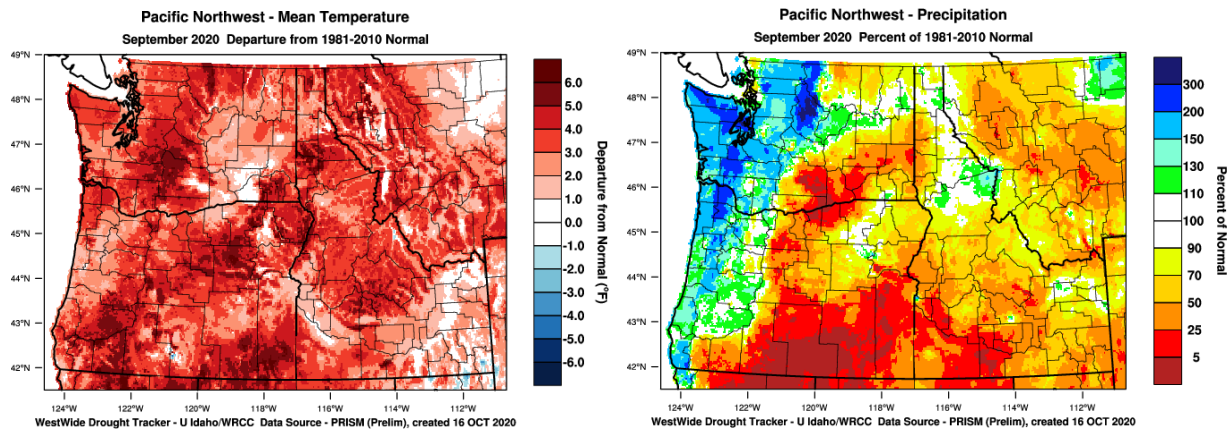 Pacific Northwest - Mean Temperature
September 2020 Departure from 1981-2010 Normal
49°N
48°N
47°N
46°N
45°N
44°N
43°N
42°N
124°W 122°W 120°W 118°W 116°W 114°W 112°W
6.0
5.0
4.0
3.0
2.0
1.0
0.0
-1.0
-2.0
-3.0
-4.0
-5.0
-6.0
Departure from Normal (°F)
WestWide Drought Tracker - U Idaho/WRCC Data Source - PRISM (Prelim), created 16 OCT 2020
Pacific Northwest - Precipitation
September 2020 Percent of 1981-2010 Normal
49°N
48°N
47°N
46°N
45°N
44°N
43°N
42°N
124°W 122°W 120°W 118°W 116°W 114°W 112°W
300
200
150
130
110
100
90
70
50
25
5
Percent of Normal
WestWide Drought Tracker - U Idaho/WRCC Data Source - PRISM (Prelim), created 16 OCT 2020